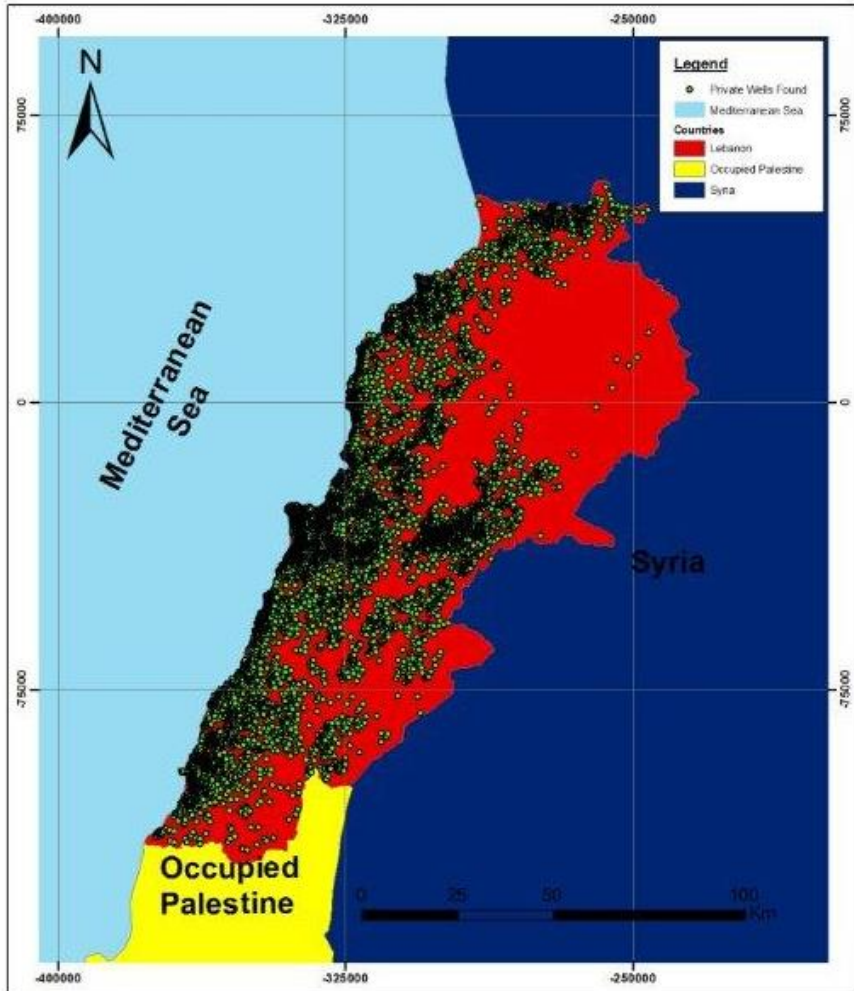 -400000
-325000
-250000
N
Legend
Private Wells Found
Mediterranean Sea
Countries
Lebanon
Occupied Palestine
Syria
75000
75000
Mediterranean
Sea
0
0
Syria
-75000
-75000
Occupied
Palestine
0
25
50
100
Km
-400000
-325000
-250000